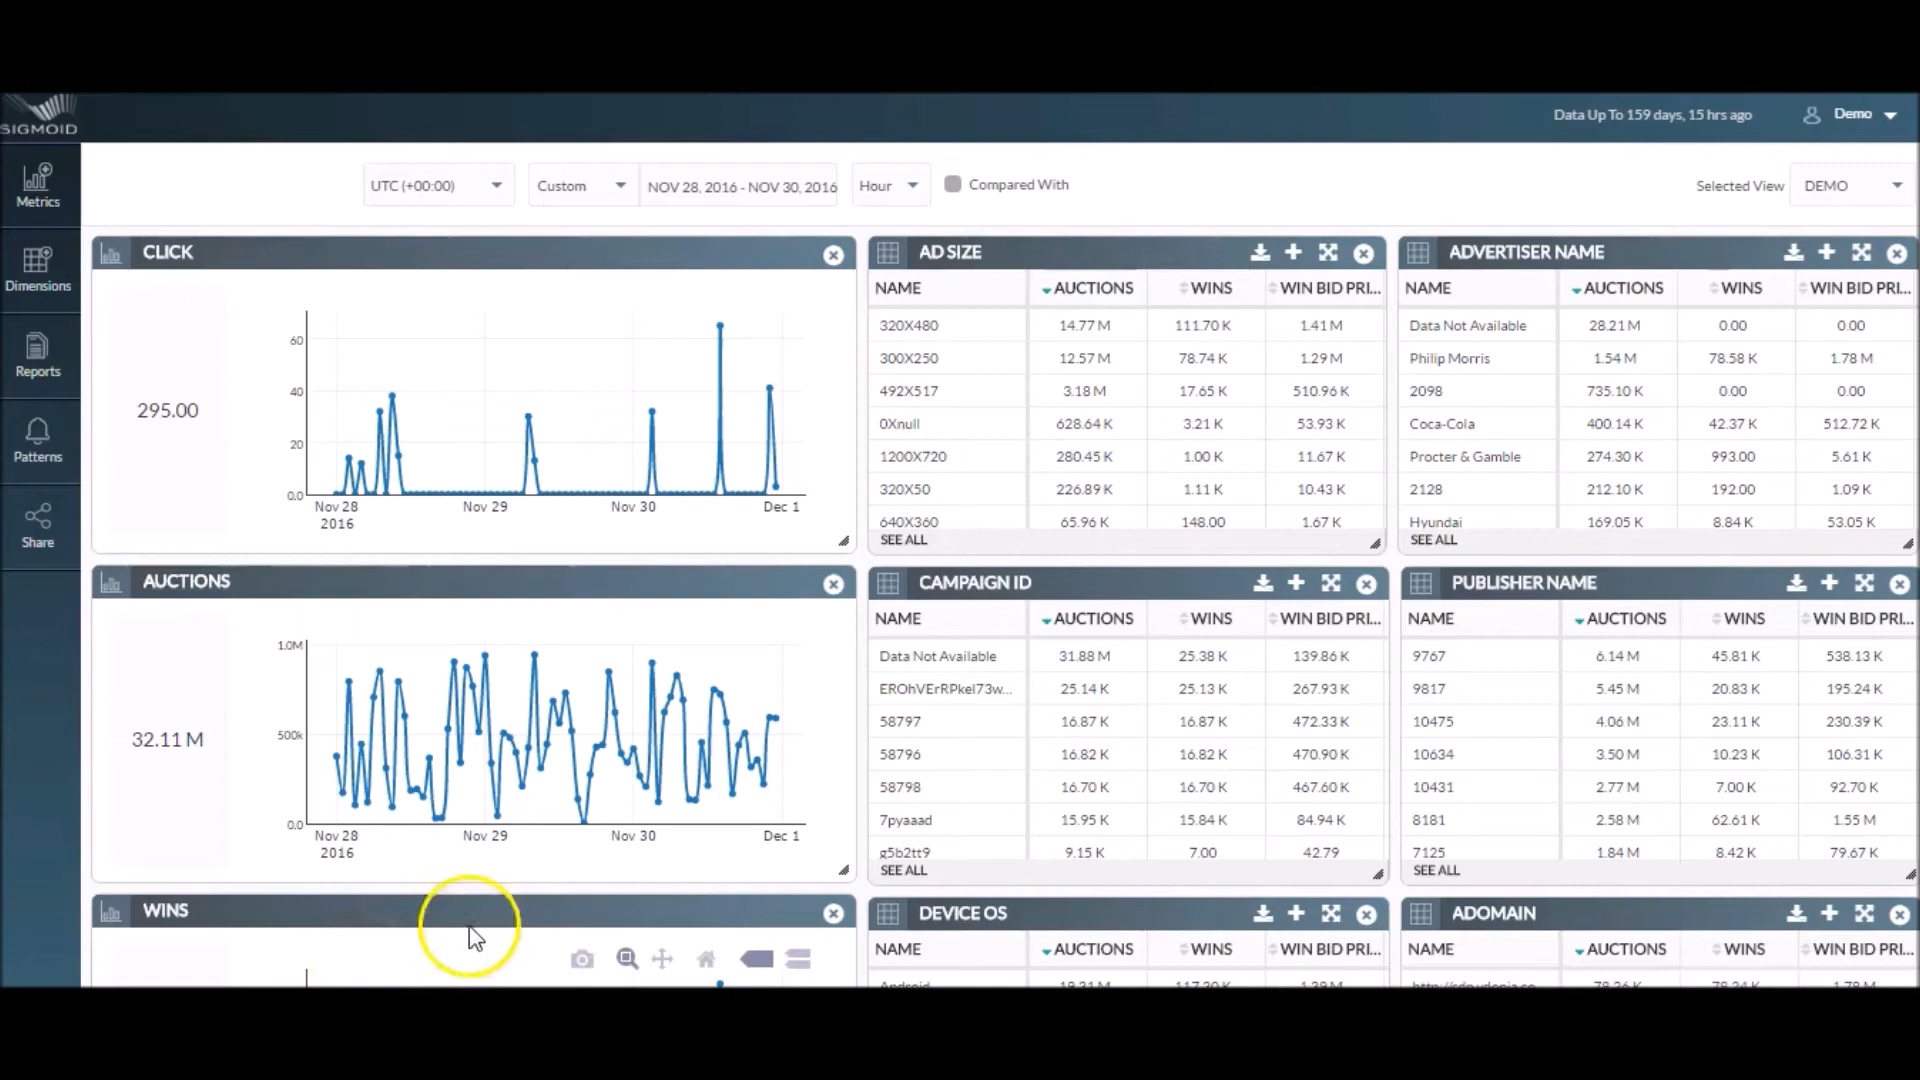 SIGMOID
Data Up To 159 days, 15 hrs ago
Demo
Metrics
Dimensions
Reports
Patterns
Share
UTC (+00:00)
Custom
NOV 28, 2016 - NOV 30, 2016
Hour
Compared With
Selected View
DEMO
CLICK
295.00
60
40
20
0.0
Nov 28 Nov 29 Nov 30 Dec 1
2016
AUCTIONS
32.11 M
1.0M
500k
0.0
Nov 28 Nov 29 Nov 30 Dec 1
2016
WINS
AD SIZE
NAME AUCTIONS WINS WIN BID PRI...
320X480 14.77 M 111.70 K 1.41 M
300X250 12.57 M 78.74 K 1.29 M
492X517 3.18 M 17.65 K 510.96 K
0Xnull 628.64 K 3.21 K 53.93 K
1200X720 280.45 K 1.00 K 11.67 K
320X50 226.89 K 1.11 K 10.43 K
640X360 65.96 K 148.00 1.67 K
SEE ALL
ADVERTISER NAME
NAME AUCTIONS WINS WIN BID PRI...
Data Not Available 28.21 M 0.00 0.00
Philip Morris 1.54 M 78.58 K 1.78 M
2098 735.10 K 0.00 0.00
Coca-Cola 400.14 K 42.37 K 512.72 K
Procter & Gamble 274.30 K 993.00 5.61 K
2128 212.10 K 192.00 1.09 K
Hyundai 169.05 K 8.84 K 53.05 K
SEE ALL
CAMPAIGN ID
NAME AUCTIONS WINS WIN BID PRI...
Data Not Available 31.88 M 25.38 K 139.86 K
EROhVErRPkel73w... 25.14 K 25.13 K 267.93 K
58797 16.87 K 16.87 K 472.33 K
58796 16.82 K 16.82 K 470.90 K
58798 16.70 K 16.70 K 467.60 K
7pyaaad 15.95 K 15.84 K 84.94 K
g5b2tt9 9.15 K 7.00 42.79
SEE ALL
PUBLISHER NAME
NAME AUCTIONS WINS WIN BID PRI...
9767 6.14 M 45.81 K 538.13 K
9817 5.45 M 20.83 K 195.24 K
10475 4.06 M 23.11 K 230.39 K
10634 3.50 M 10.23 K 106.31 K
10431 2.77 M 7.00 K 92.70 K
8181 2.58 M 62.61 K 1.55 M
7125 1.84 M 8.42 K 79.67 K
SEE ALL
DEVICE OS
NAME AUCTIONS WINS WIN BID PRI...
Android
ADOMAIN
NAME AUCTIONS WINS WIN BID PRI...